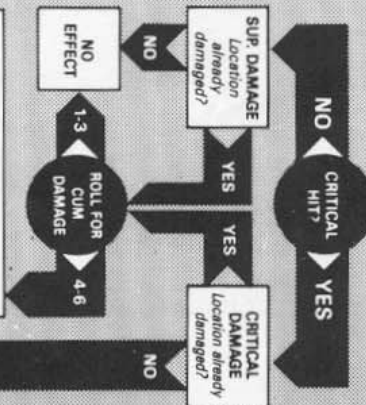 CRITICAL
HIT?
NO
YES
SUP. DAMAGE
Location
already
damaged?
CRITICAL
DAMAGE
Location already
damaged?
NO
YES
YES
NO
NO
EFFECT
1-3
ROLL FOR
CUM
DAMAGE
4-6